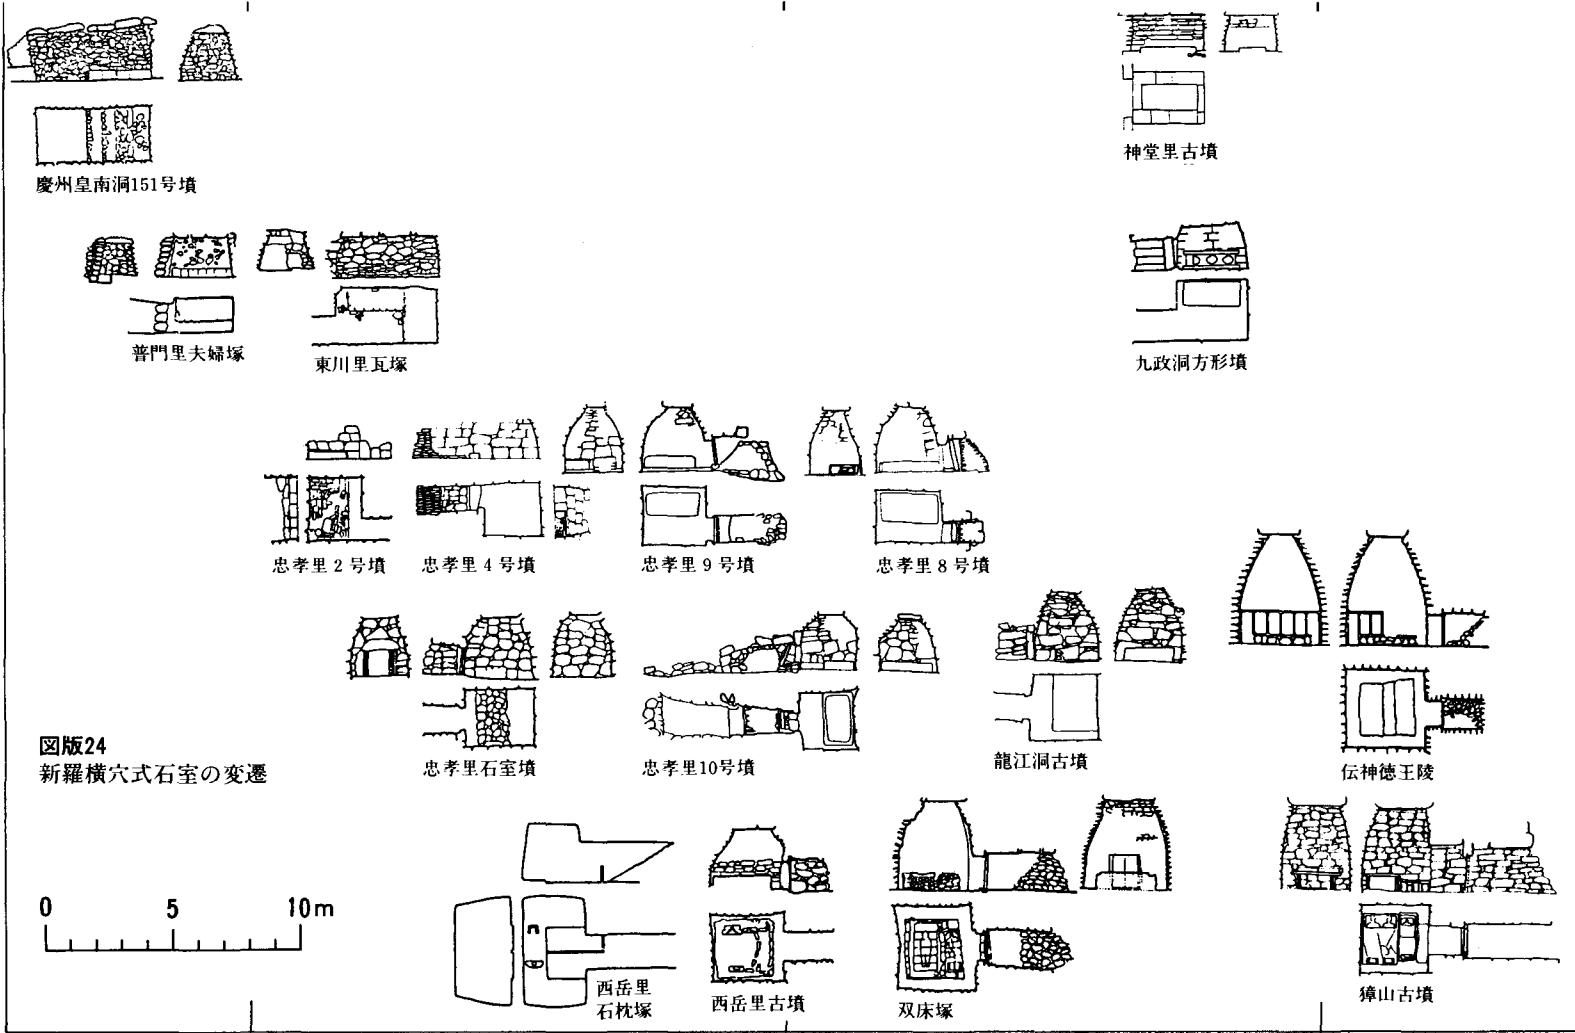 慶州皇南洞151号墳
神堂里古墳
普門里夫婦塚
東川里瓦塚
九政洞方形墳
忠孝里2号墳
忠孝里4号墳
忠孝里9号墳
忠孝里8号墳
忠孝里石室墳
忠孝里10号墳
龍江洞古墳
伝神徳王陵
図版24
新羅横穴式石室の変遷
0 5 10m
西岳里
石枕塚
西岳里古墳
双床塚
獐山古墳